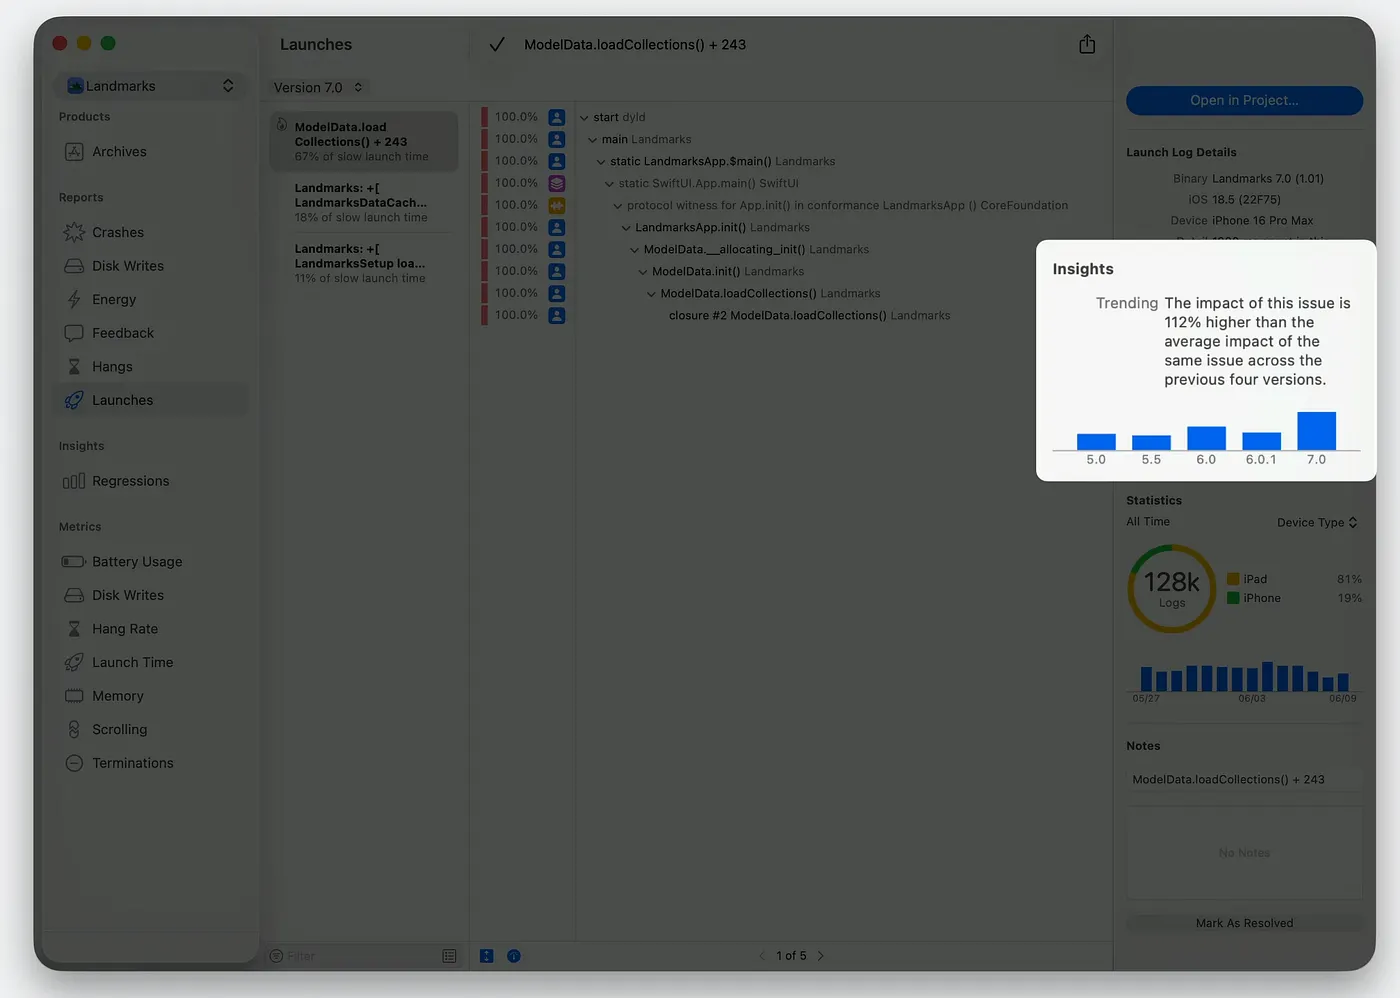 Landmarks
Products
Archives
Reports
Crashes
Disk Writes
Energy
Feedback
Hangs
Launches
Insights
Regressions
Metrics
Battery Usage
Disk Writes
Hang Rate
Launch Time
Memory
Scrolling
Terminations
Launches
Version 7.0
ModelData.load
Collections() + 243
67% of slow launch time
Landmarks: +[
LandmarksDataCach...
18% of slow launch time
Landmarks: +[
LandmarksSetup loa...
11% of slow launch time
Filter
ModelData.loadCollections() + 243
100.0% start dyld
100.0% main Landmarks
100.0% static LandmarksApp.$main() Landmarks
100.0% static SwiftUI.App.main() SwiftUI
100.0% protocol witness for App.init() in conformance LandmarksApp () CoreFoundation
100.0% LandmarksApp.init() Landmarks
100.0% ModelData.__allocating_init() Landmarks
100.0% ModelData.init() Landmarks
100.0% ModelData.loadCollections() Landmarks
100.0% closure #2 ModelData.loadCollections() Landmarks
1 of 5
Open in Project...
Launch Log Details
Binary Landmarks 7.0 (1.01)
iOS 18.5 (22F75)
Device iPhone 16 Pro Max
Insights
Trending The impact of this issue is
112% higher than the
average impact of the
same issue across the
previous four versions.
5.0 5.5 6.0 6.0.1 7.0
Statistics
All Time Device Type
128k
Logs
iPad 81%
iPhone 19%
05/27 06/03 06/09
Notes
ModelData.loadCollections() + 243
No Notes
Mark As Resolved